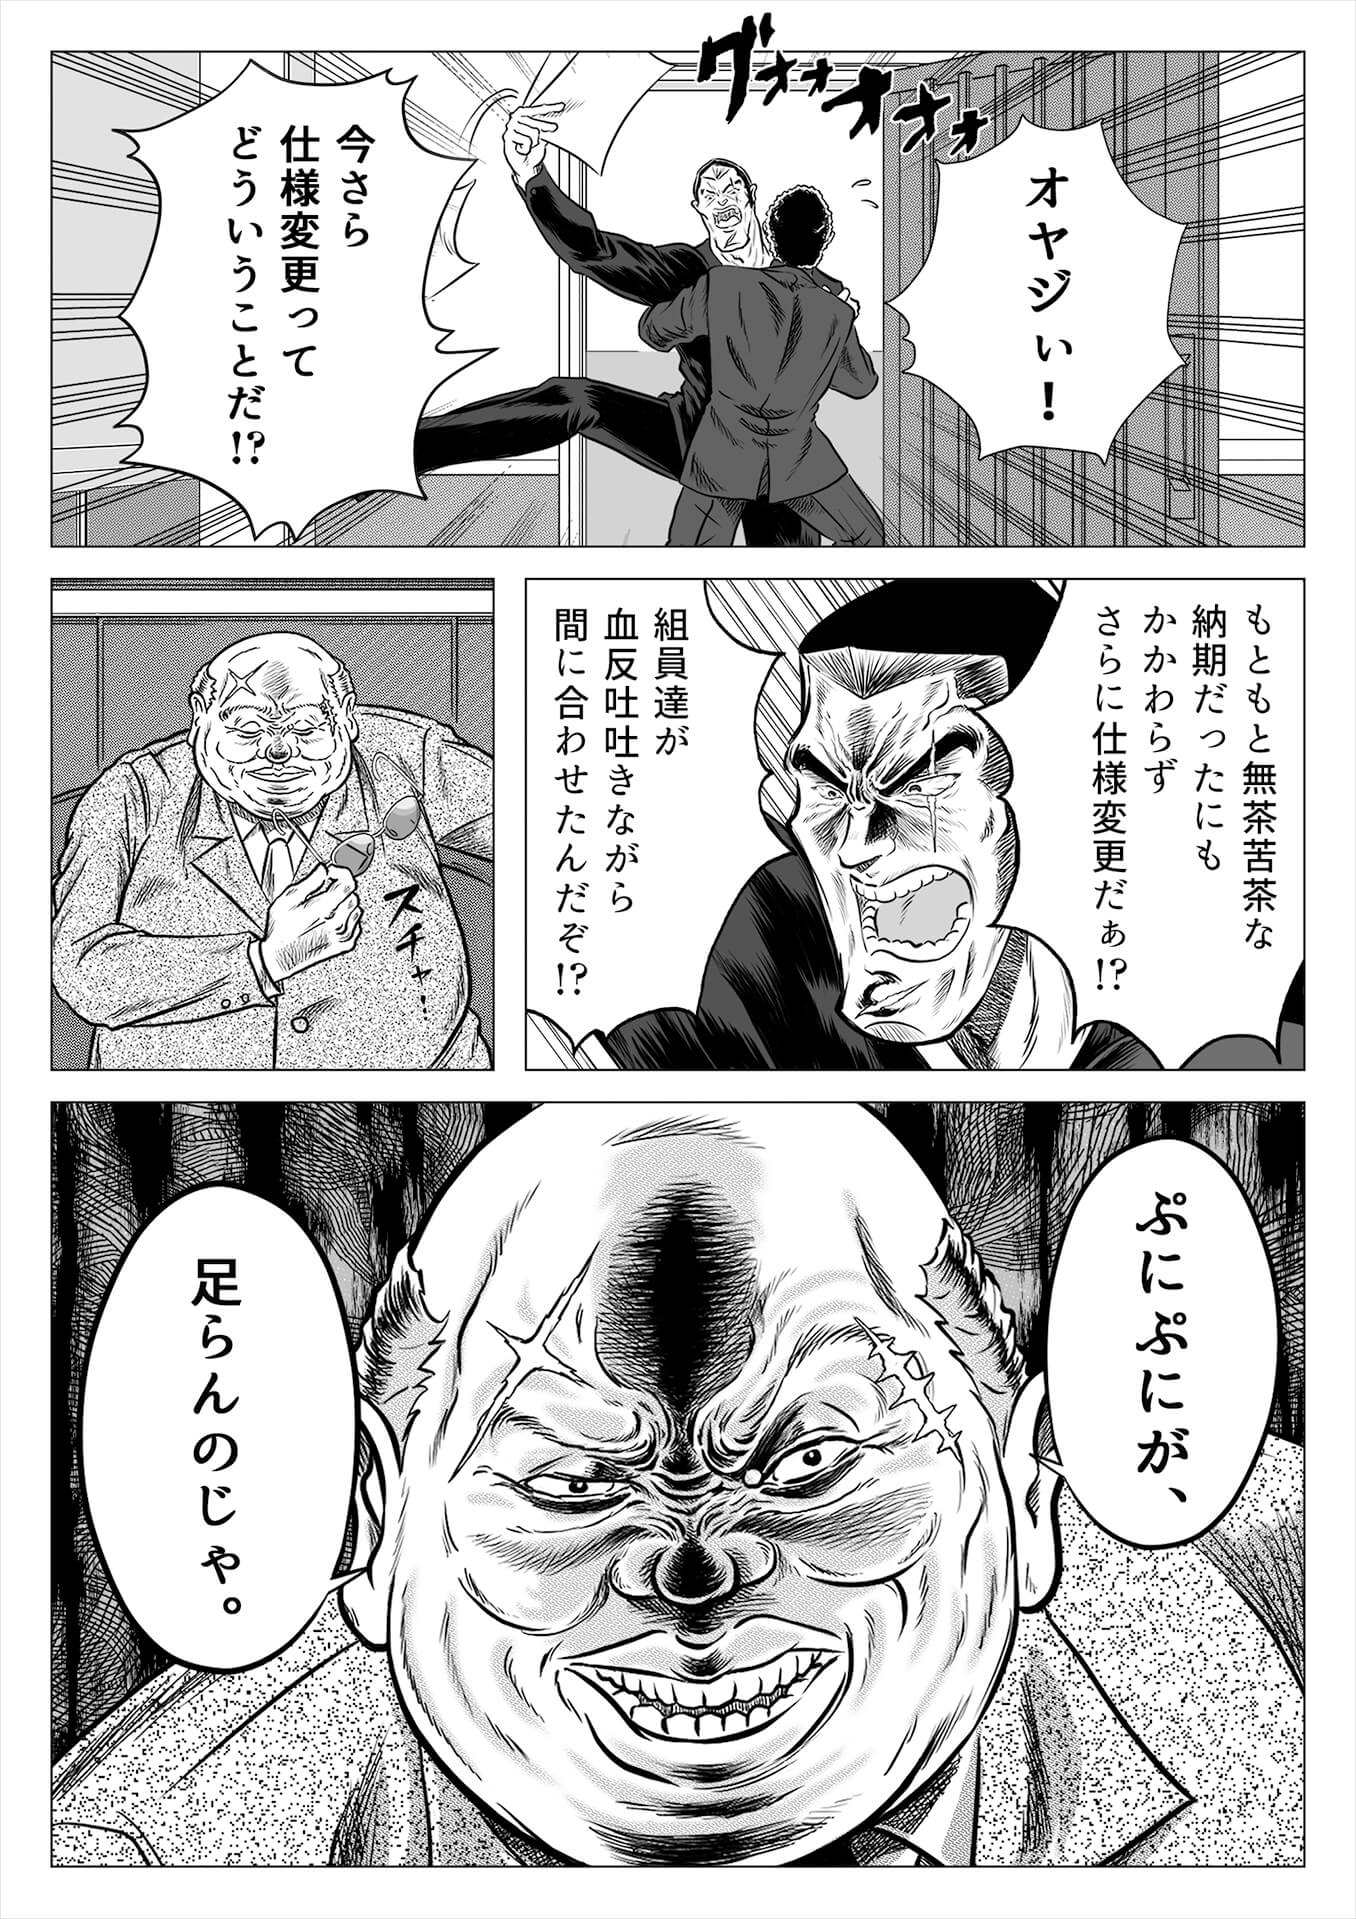 グオオオオオォ
オヤジぃ！
今さら
仕様変更って
どういうことだ!?
もともと無茶苦茶な
納期だったにも
かかわらず
さらに仕様変更だぁ!?
組員達が
血反吐吐きながら
間に合わせたんだぞ!?
スチャ…
ぷにぷにが、
足らんのじゃ。